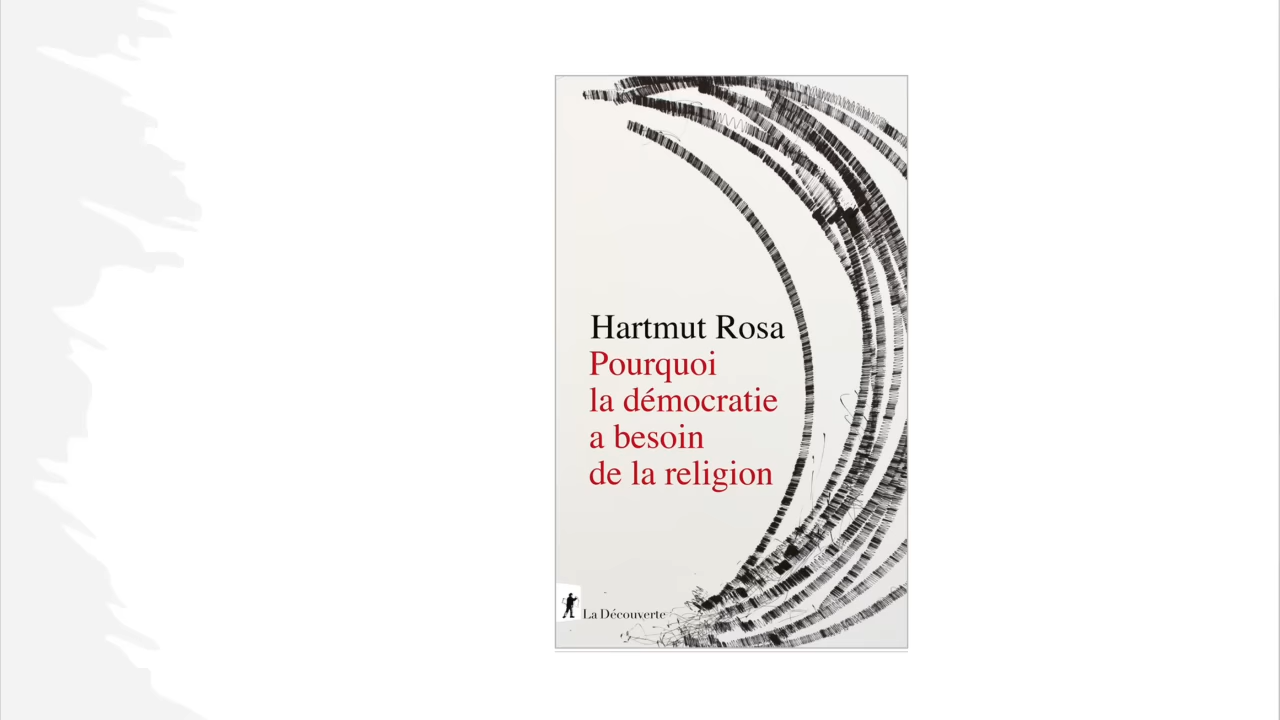 Hartmut Rosa
Pourquoi
la démocratie
a besoin
de la religion
La Découverte